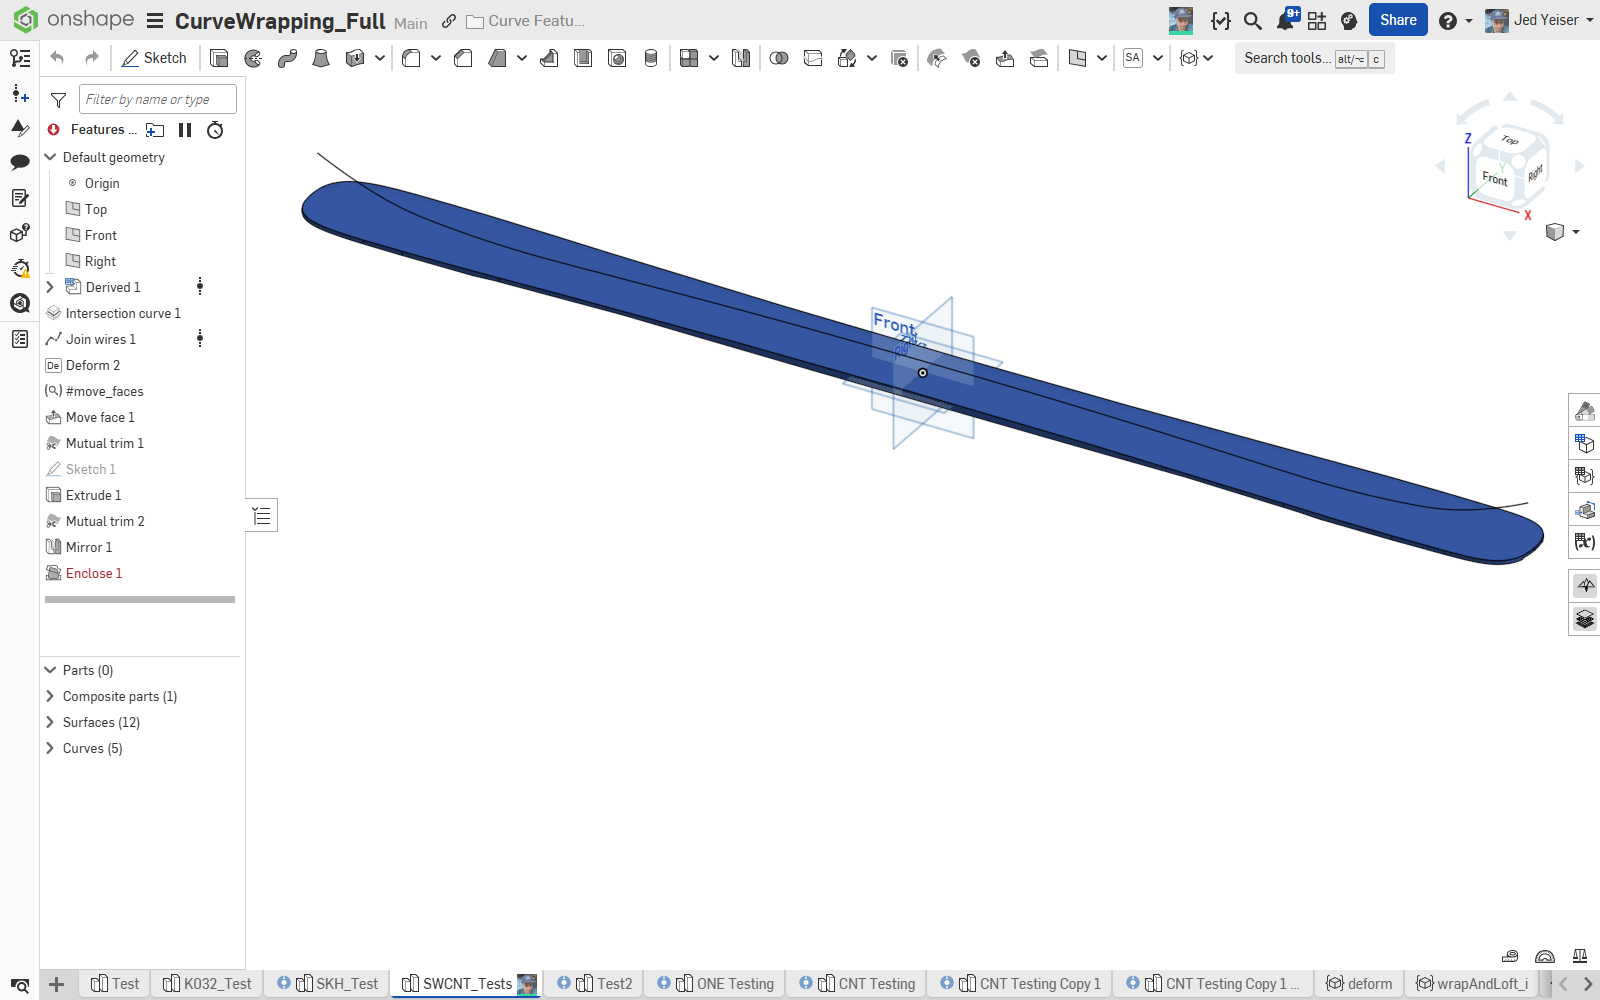 onshape CurveWrapping_Full Main Curve Featu... 9+ Share Jed Yeiser
Sketch SA Search tools... alt/⌥ c
Filter by name or type
Features ...
Default geometry
Origin
Top
Front
Right
Derived 1
Intersection curve 1
Join wires 1
De Deform 2
#move_faces
Move face 1
Mutual trim 1
Sketch 1
Extrude 1
Mutual trim 2
Mirror 1
Enclose 1
Parts (0)
Composite parts (1)
Surfaces (12)
Curves (5)
Front
Z
Top
Y
Front
Right
X
Test K032_Test SKH_Test SWCNT_Tests Test2 ONE Testing CNT Testing CNT Testing Copy 1 CNT Testing Copy 1 ... deform wrapAndLoft_i